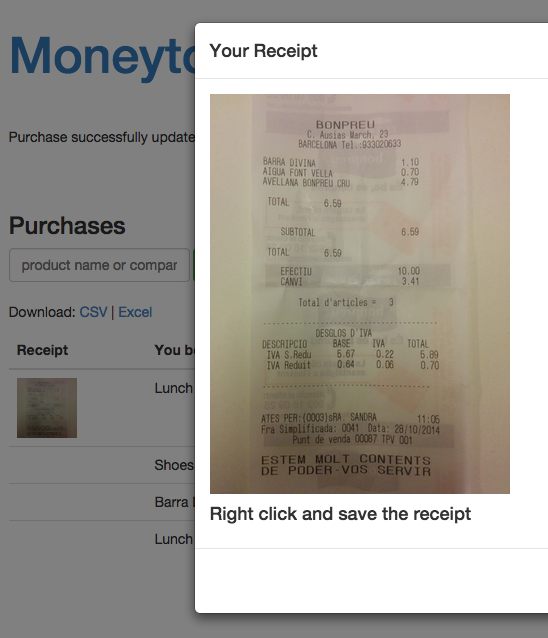 Moneyto
Purchase successfully update
Purchases
product name or compar
Download: CSV | Excel
Receipt You b
Lunch
Shoes
Barra
Lunch
Your Receipt
BONPREU
C. Ausias March, 23
BARCELONA Tel.:933020633
BARRA DIVINA 1.10
AIGUA FONT VELLA 0.70
AVELLANA BONPREU CRU 4.79
TOTAL 6.59
SUBTOTAL 6.59
TOTAL 6.59
EFECTIU 10.00
CANVI 3.41
Total d'articles = 3
DESGLOS D'IVA
DESCRIPCIO BASE IVA TOTAL
IVA S.Redu 5.67 0.22 5.89
IVA Reduit 0.64 0.06 0.70
ATES PER:(0003)sRA. SANDRA 11:05
Fra Simplificada: 0041 Data: 28/10/2014
Punt de venda 00087 TPV 001
ESTEM MOLT CONTENTS
DE PODER-VOS SERVIR
Right click and save the receipt